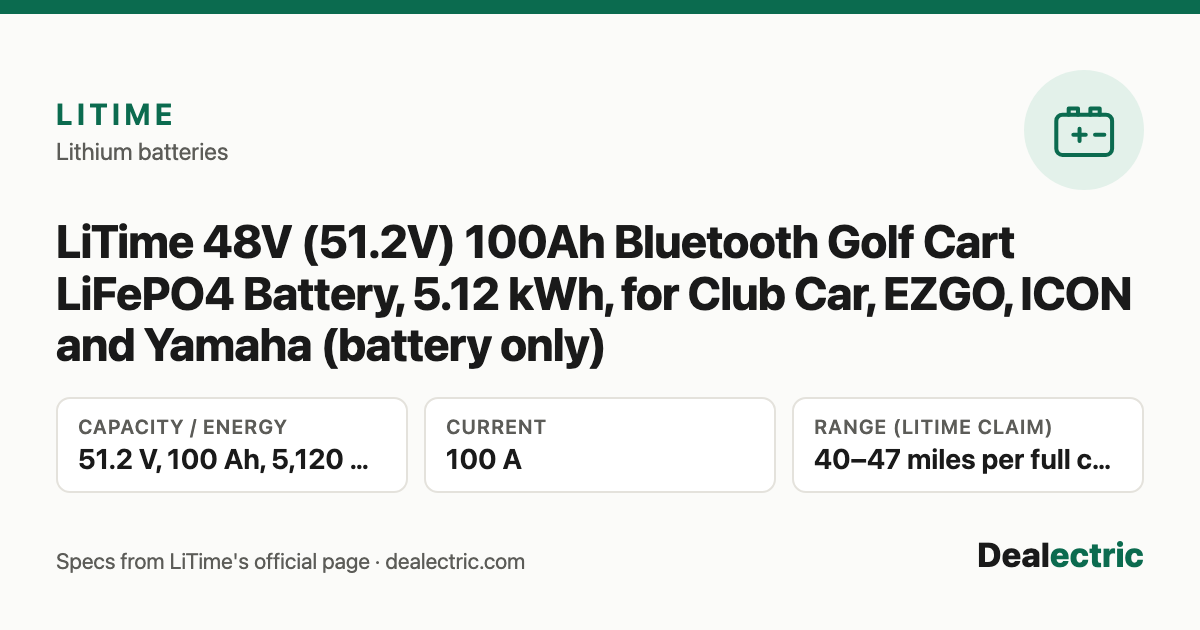 LITIME
Lithium batteries
LiTime 48V (51.2V) 100Ah Bluetooth Golf Cart
LiFePO4 Battery, 5.12 kWh, for Club Car, EZGO, ICON
and Yamaha (battery only)
CAPACITY / ENERGY
51.2 V, 100 Ah, 5,120 ...
CURRENT
100 A
RANGE (LITIME CLAIM)
40–47 miles per full c...
Specs from LiTime's official page · dealectric.com
Dealectric